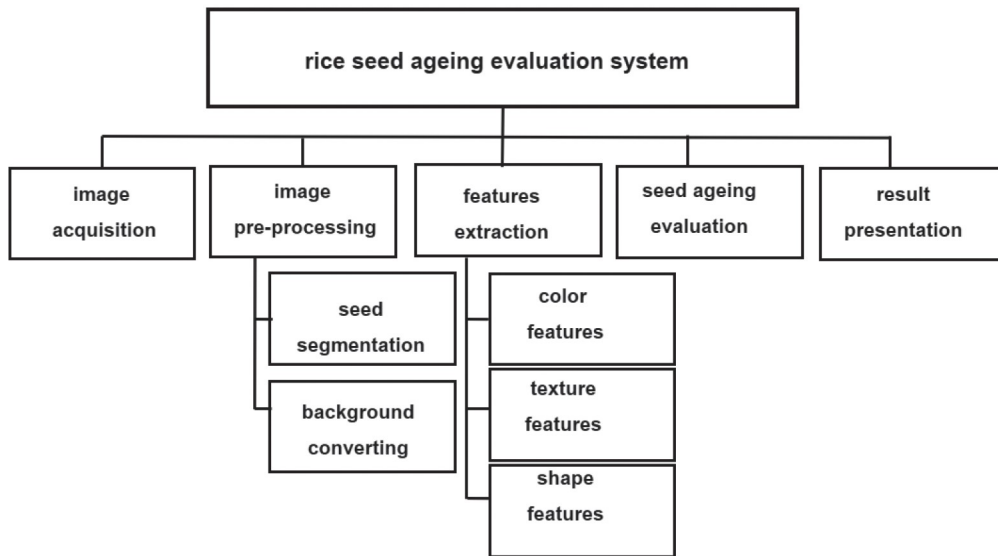 rice seed ageing evaluation system
image
acquisition
image
pre-processing
features
extraction
seed ageing
evaluation
result
presentation
seed
segmentation
background
converting
color
features
texture
features
shape
features